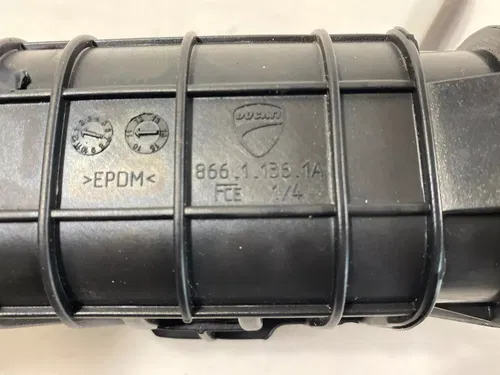 DUCATI
866.1.136.1A
>EPDM<
FCE 1/4